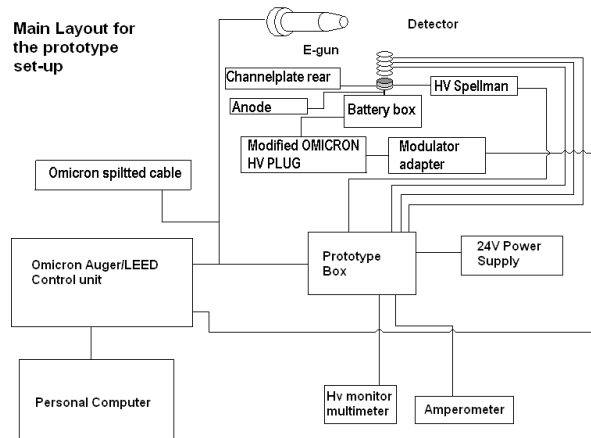 Main Layout for
the prototype
set-up
Detector
E-gun
Channelplate rear
HV Spellman
Anode
Battery box
Modified OMICRON
HV PLUG
Modulator
adapter
Omicron spiltted cable
Omicron Auger/LEED
Control unit
Prototype
Box
24V Power
Supply
Personal Computer
Hv monitor
multimeter
Amperometer